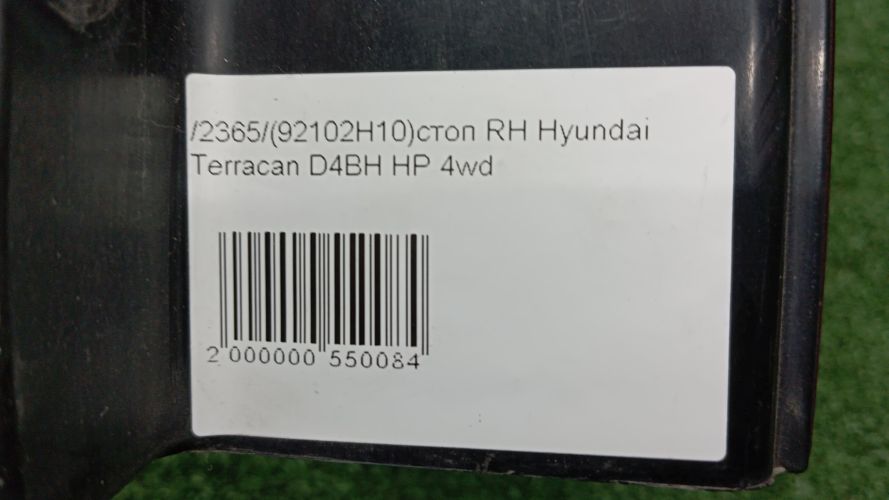 /2365/(92102H10)стоп RH Hyundai
Terracan D4BH HP 4wd
2 000000 550084